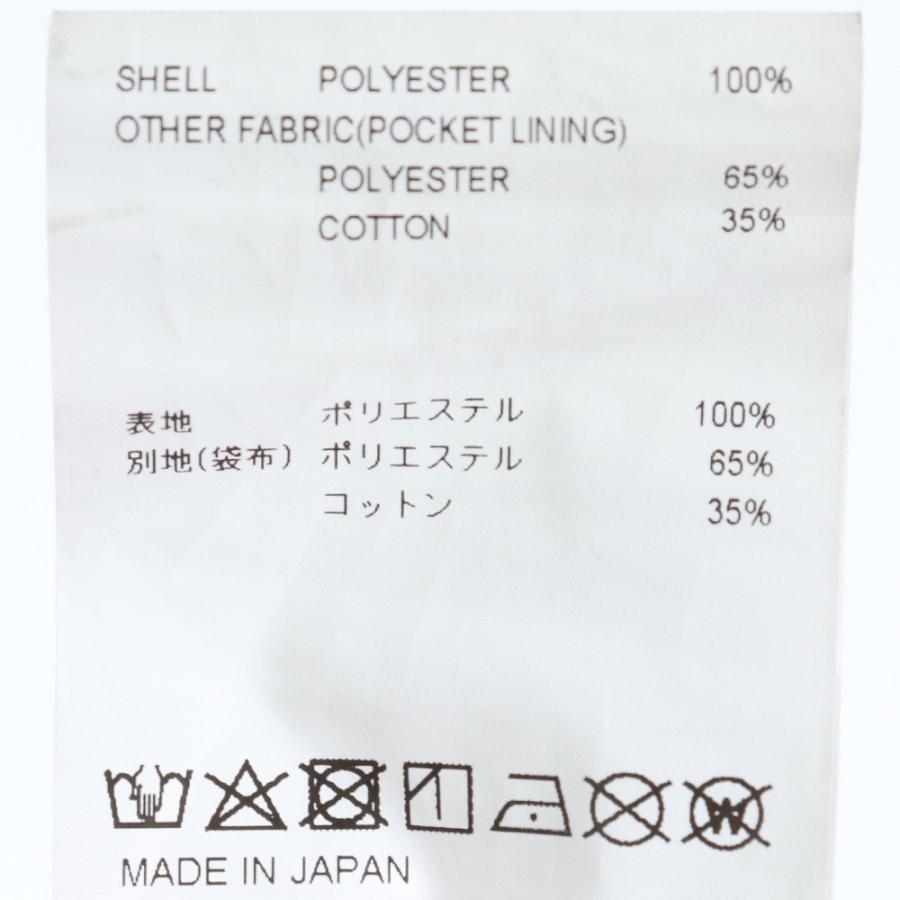 SHELL POLYESTER 100%
OTHER FABRIC(POCKET LINING)
POLYESTER 65%
COTTON 35%
表地 ポリエステル 100%
別地(袋布) ポリエステル 65%
コットン 35%
W
MADE IN JAPAN